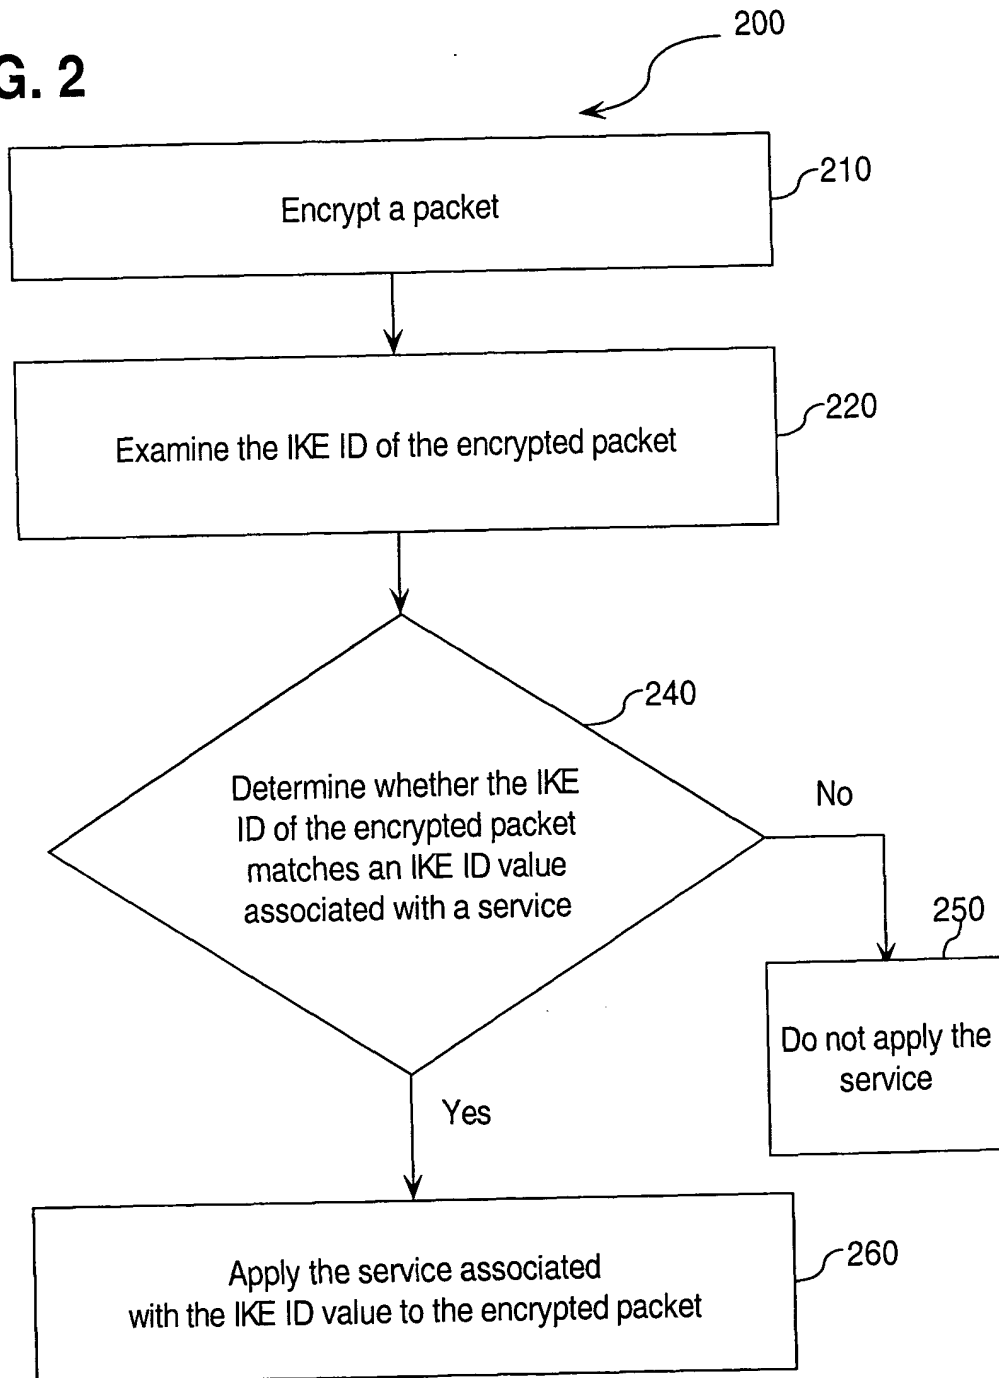 G. 2
200
Encrypt a packet
210
Examine the IKE ID of the encrypted packet
220
240
Determine whether the IKE
ID of the encrypted packet
matches an IKE ID value
associated with a service
No
250
Do not apply the
service
Yes
Apply the service associated
with the IKE ID value to the encrypted packet
260